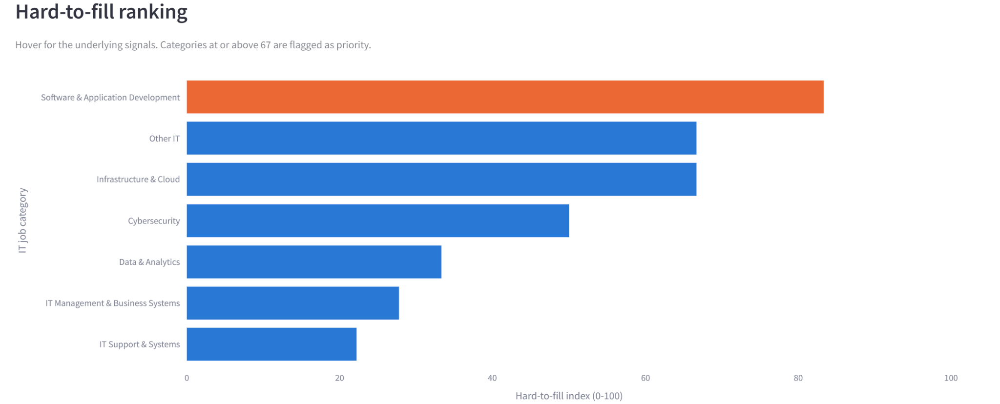 Hard-to-fill ranking
Hover for the underlying signals. Categories at or above 67 are flagged as priority.
IT job category
Software & Application Development
Other IT
Infrastructure & Cloud
Cybersecurity
Data & Analytics
IT Management & Business Systems
IT Support & Systems
0 20 40 60 80 100
Hard-to-fill index (0-100)